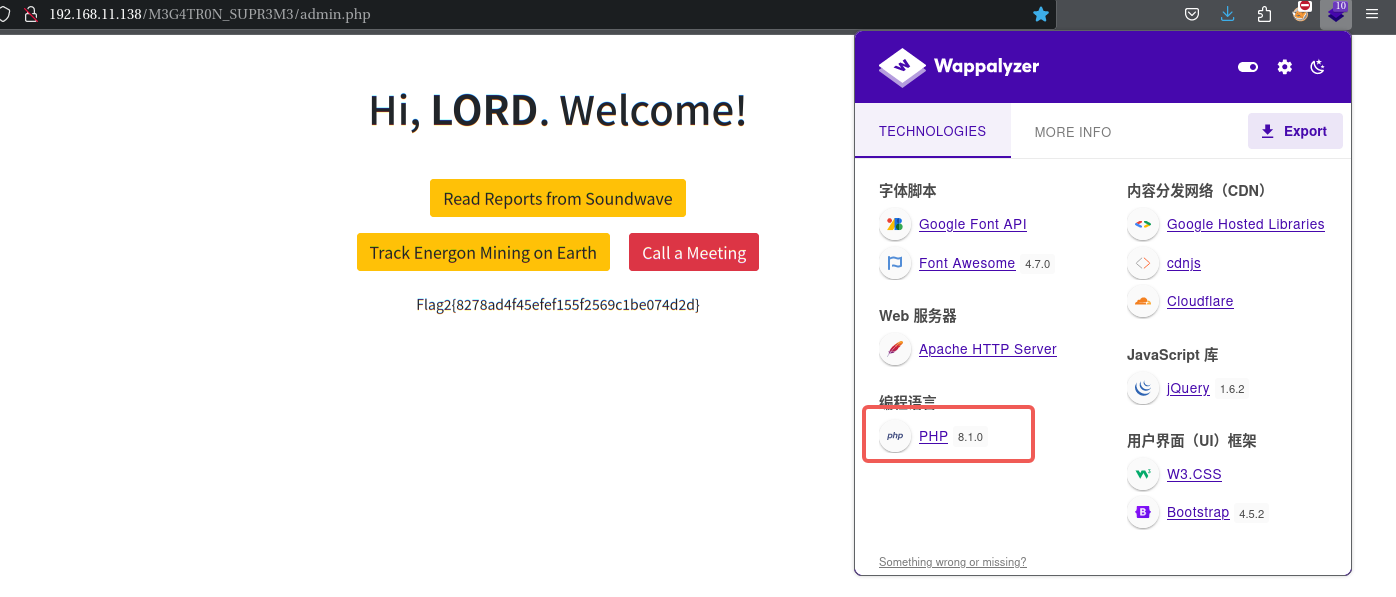 192.168.11.138/M3G4TR0N_SUPR3M3/admin.php
10
Hi, LORD. Welcome!
Read Reports from Soundwave
Track Energon Mining on Earth
Call a Meeting
Flag2{8278ad4f45efef155f2569c1be074d2d}
Wappalyzer
TECHNOLOGIES
MORE INFO
Export
字体脚本
Google Font API
Font Awesome 4.7.0
Web 服务器
Apache HTTP Server
编程语言
php PHP 8.1.0
内容分发网络（CDN）
Google Hosted Libraries
cdnjs
Cloudflare
JavaScript 库
jQuery 1.6.2
用户界面（UI）框架
W3.CSS
B Bootstrap 4.5.2
Something wrong or missing?